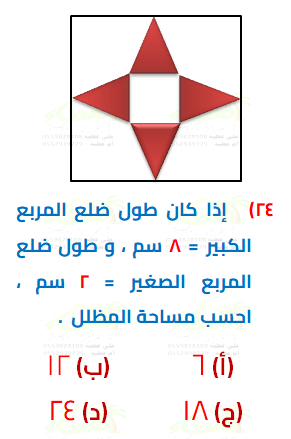 ٢٤) إذا كان طول ضلع المربع
الكبير = ٨ سم ، و طول ضلع
المربع الصغير = ٢ سم ،
احسب مساحة المظلل .
(أ) ٦ (ب) ١٢
(ج) ١٨ (د) ٢٤